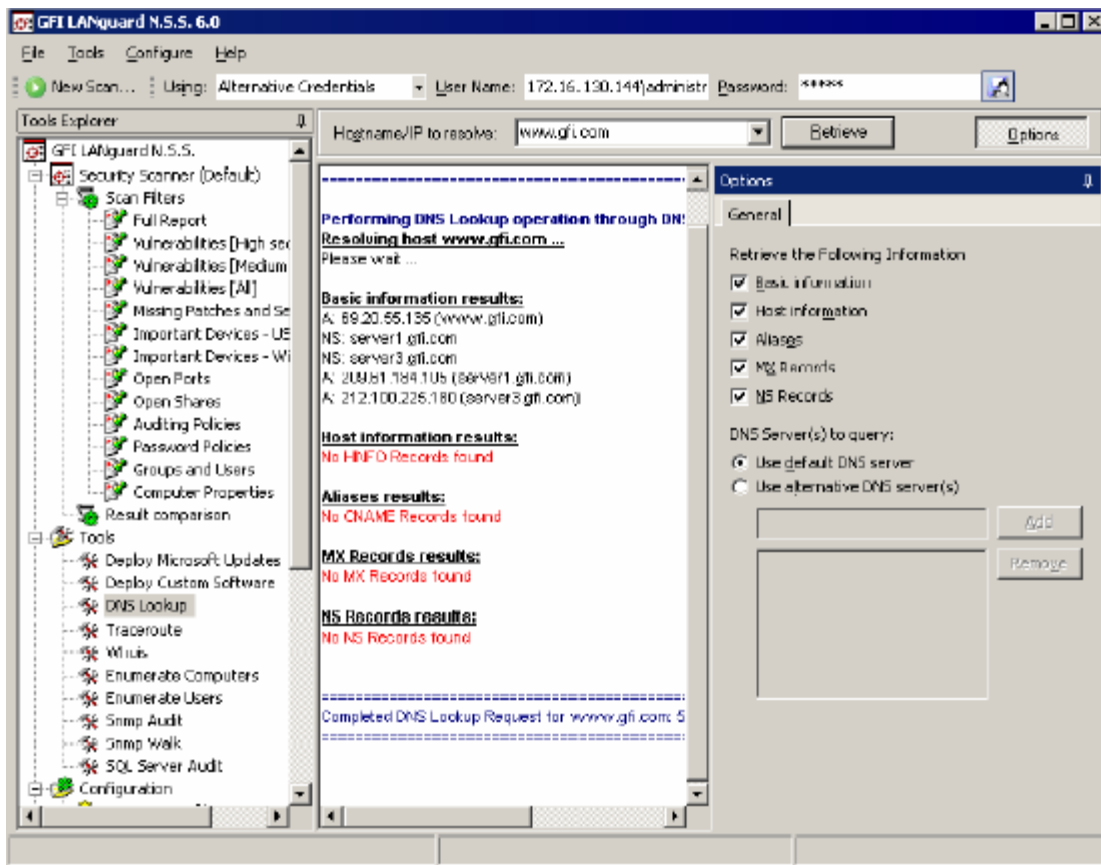 GFI LANguard N.S.S. 6.0
File Tools Configure Help
New Scan... Using: Alternative Credentials User Name: 172.16.130.144\administr Password: *****
Tools Explorer
Hostname/IP to resolve: www.gfi.com Retrieve Options
GFI LANguard N.S.S.
Security Scanner (Default)
Scan Filters
Full Report
Vulnerabilities [High sec
Vulnerabilities [Medium
Vulnerabilities [All]
Missing Patches and Se
Important Devices - US
Important Devices - Wi
Open Ports
Open Shares
Auditing Policies
Password Policies
Groups and Users
Computer Properties
Result comparison
Tools
Deploy Microsoft Updates
Deploy Custom Software
DNS Lookup
Traceroute
Whois
Enumerate Computers
Enumerate Users
Snmp Audit
Snmp Walk
SQL Server Audit
Configuration
Performing DNS Lookup operation through DNS
Resolving host www.gfi.com ...
Please wait ...
Basic information results:
A: 69.20.55.135 (www.gfi.com)
NS: server1.gfi.com
NS: server3.gfi.com
A: 209.61.184.105 (server1.gfi.com)
A: 212.100.225.180 (server3.gfi.com)
Host information results:
No HINFO Records found
Aliases results:
No CNAME Records found
MX Records results:
No MX Records found
NS Records results:
No NS Records found
Completed DNS Lookup Request for www.gfi.com: 5
Options
General
Retrieve the Following Information
Basic information
Host information
Aliases
MX Records
NS Records
DNS Server(s) to query:
Use default DNS server
Use alternative DNS server(s)
Add
Remove